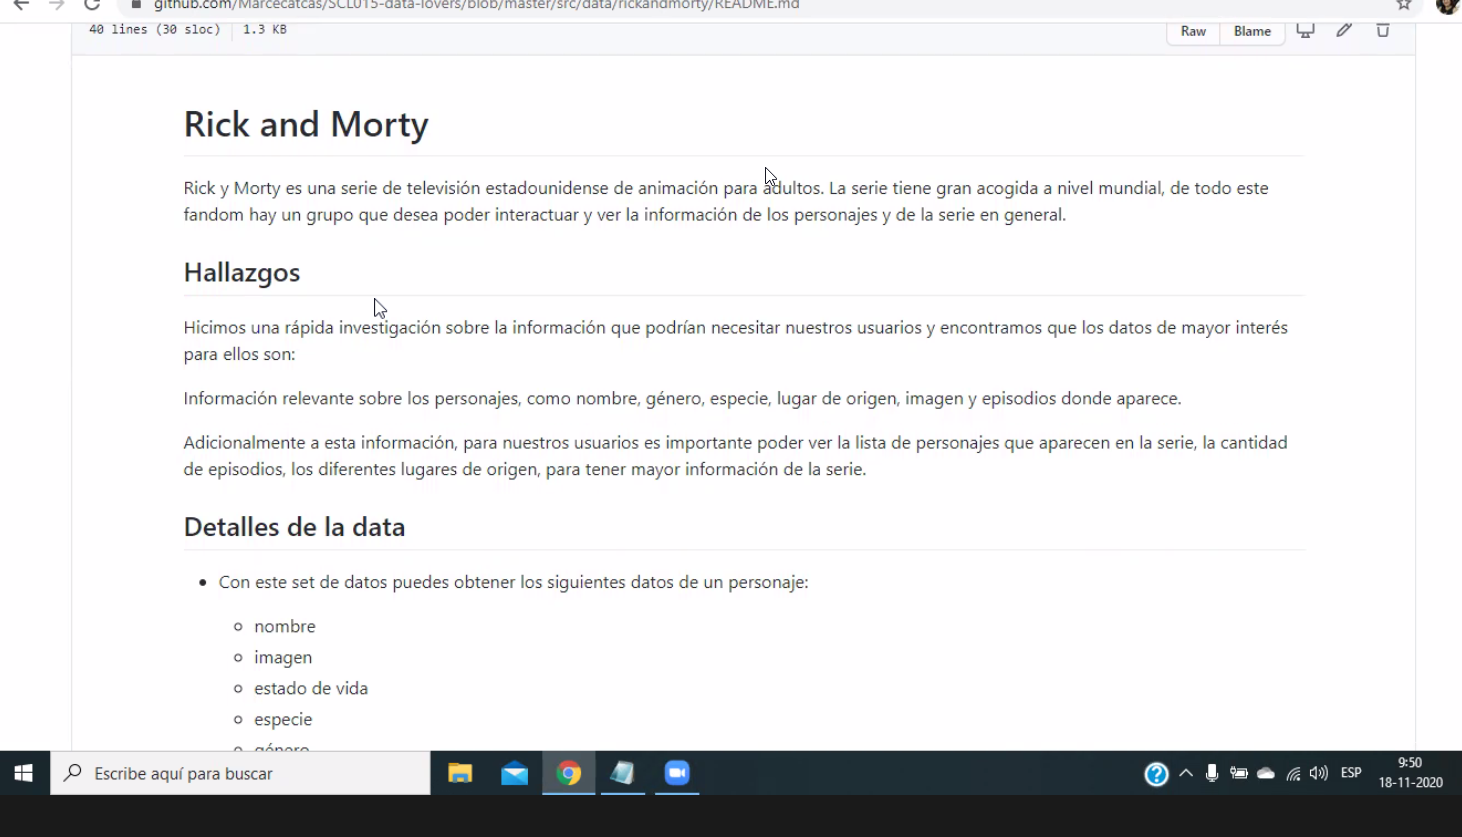 github.com/Marcecatcas/SCL015-data-lovers/blob/master/src/data/rickandmorty/README.md
40 lines (30 sloc) 1.3 KB
Raw Blame
Rick and Morty
Rick y Morty es una serie de televisión estadounidense de animación para adultos. La serie tiene gran acogida a nivel mundial, de todo este
fandom hay un grupo que desea poder interactuar y ver la información de los personajes y de la serie en general.
Hallazgos
Hicimos una rápida investigación sobre la información que podrían necesitar nuestros usuarios y encontramos que los datos de mayor interés
para ellos son:
Información relevante sobre los personajes, como nombre, género, especie, lugar de origen, imagen y episodios donde aparece.
Adicionalmente a esta información, para nuestros usuarios es importante poder ver la lista de personajes que aparecen en la serie, la cantidad
de episodios, los diferentes lugares de origen, para tener mayor información de la serie.
Detalles de la data
Con este set de datos puedes obtener los siguientes datos de un personaje:
nombre
imagen
estado de vida
especie
género
Escribe aquí para buscar
ESP
9:50
18-11-2020